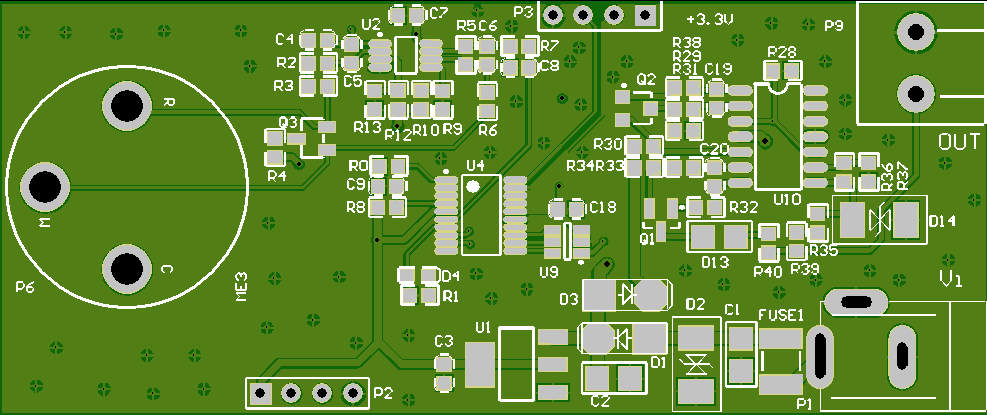 C7
P3
+3.3V
P9
U2
R5
C6
R7
C4
R2
C5
C8
R3
R38
R29
R31
R28
C19
Q2
R
R13
R12
R10
R9
R6
Q3
R4
OUT
R30
R34
R33
C20
R0
U4
C9
R8
R36
R37
M
C18
U10
R32
D14
Q1
R35
C
U9
D13
R40
R39
P6
ME3
D4
R1
D3
D2
C1
V1
FUSE1
U1
C3
D1
P2
C2
P1